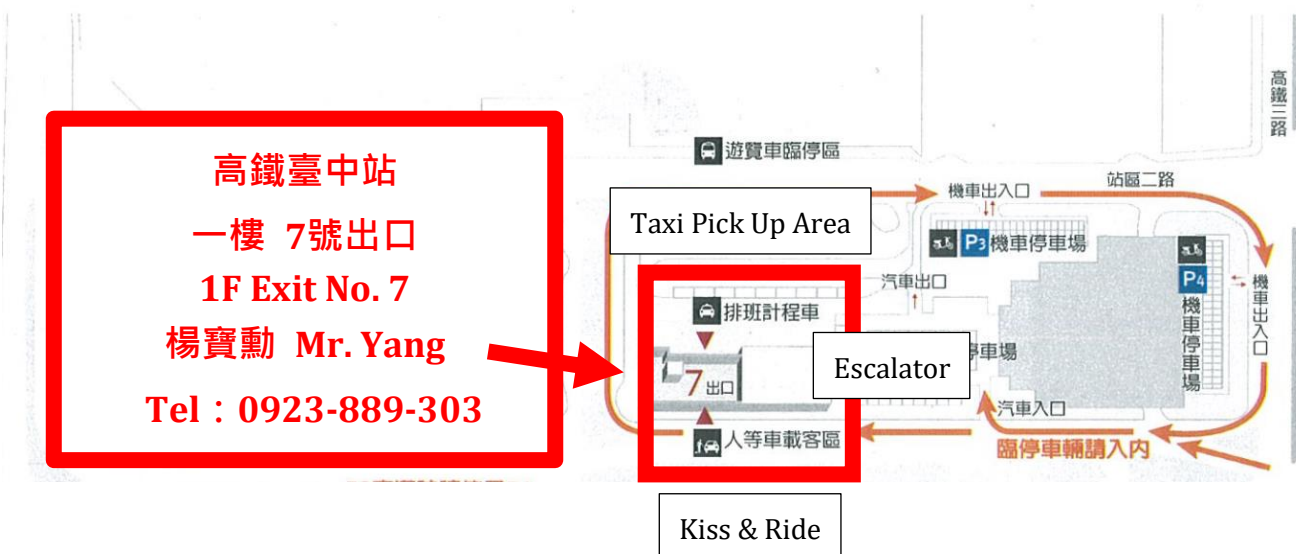 高鐵臺中站
一樓 7號出口
1F Exit No. 7
楊寶勳 Mr. Yang
Tel：0923-889-303
高鐵三路
遊覽車臨停區
機車出入口
站區二路
Taxi Pick Up Area
P3 機車停車場
P4
機車停車場
機車出入口
汽車出口
排班計程車
7 出口
Escalator
停車場
汽車入口
人等車載客區
臨停車輛請入內
Kiss & Ride